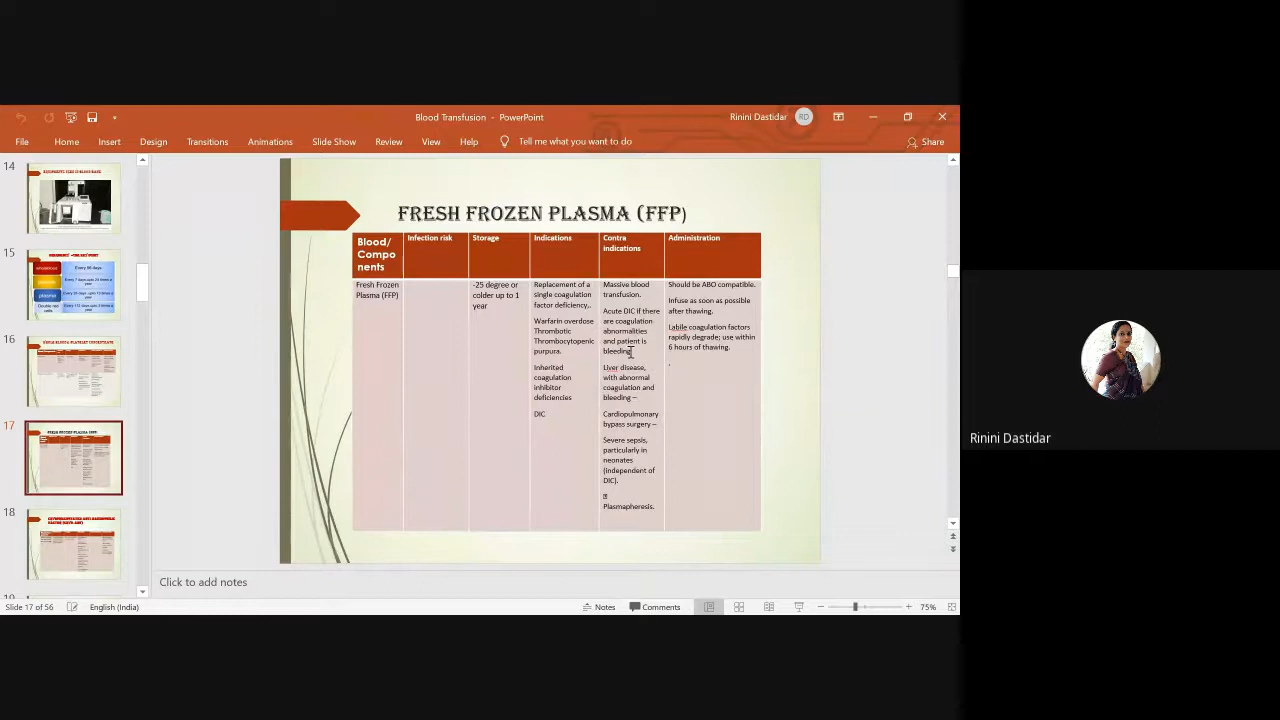 Blood Transfusion - PowerPoint
Rinini Dastidar
RD
File
Home
Insert
Design
Transitions
Animations
Slide Show
Review
View
Help
Tell me what you want to do
Share
14
15
16
17
18
FRESH FROZEN PLASMA (FFP)
Blood/
Compo
nents
Infection risk
Storage
Indications
Contra
indications
Administration
Fresh Frozen
Plasma (FFP)
-25 degree or
colder up to 1
year
Replacement of a
single coagulation
factor deficiency,.
Warfarin overdose
Thrombotic
Thrombocytopenic
purpura.
Inherited
coagulation
inhibitor
deficiencies
DIC
Massive blood
transfusion.
Acute DIC if there
are coagulation
abnormalities
and patient is
bleeding
Liver disease,
with abnormal
coagulation and
bleeding –
Cardiopulmonary
bypass surgery –
Severe sepsis,
particularly in
neonates
(independent of
DIC).
Plasmapheresis.
Should be ABO compatible.
Infuse as soon as possible
after thawing.
Labile coagulation factors
rapidly degrade; use within
6 hours of thawing.
.
Click to add notes
Slide 17 of 56
English (India)
Notes
Comments
75%
Rinini Dastidar